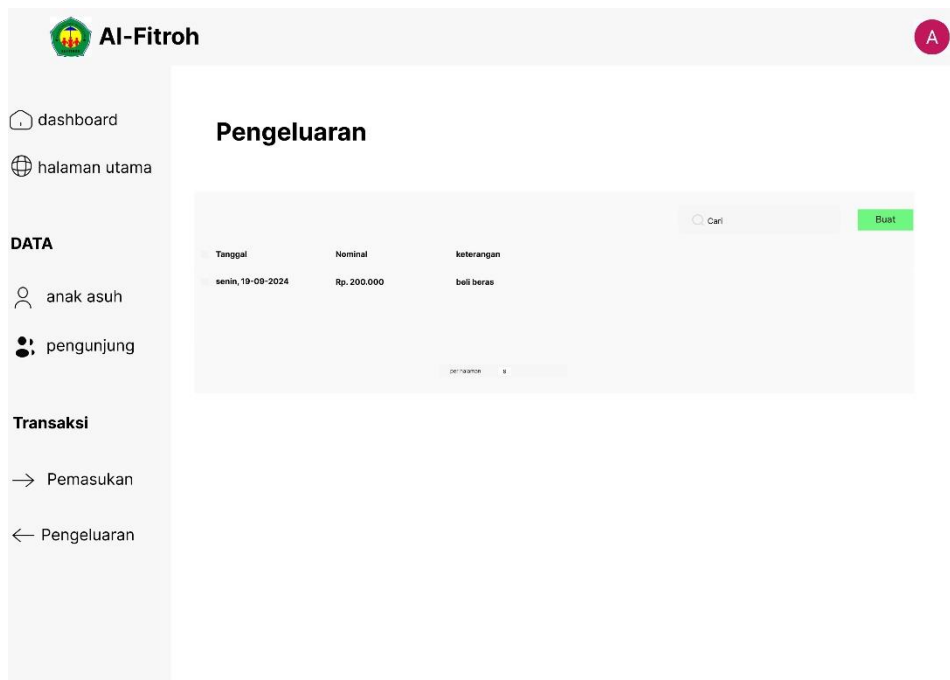 Al-Fitroh
A
dashboard
halaman utama
DATA
anak asuh
pengunjung
Transaksi
Pemasukan
Pengeluaran
Pengeluaran
Cari
Buat
Tanggal Nominal keterangan
senin, 19-09-2024 Rp. 200.000 beli beras
per halaman